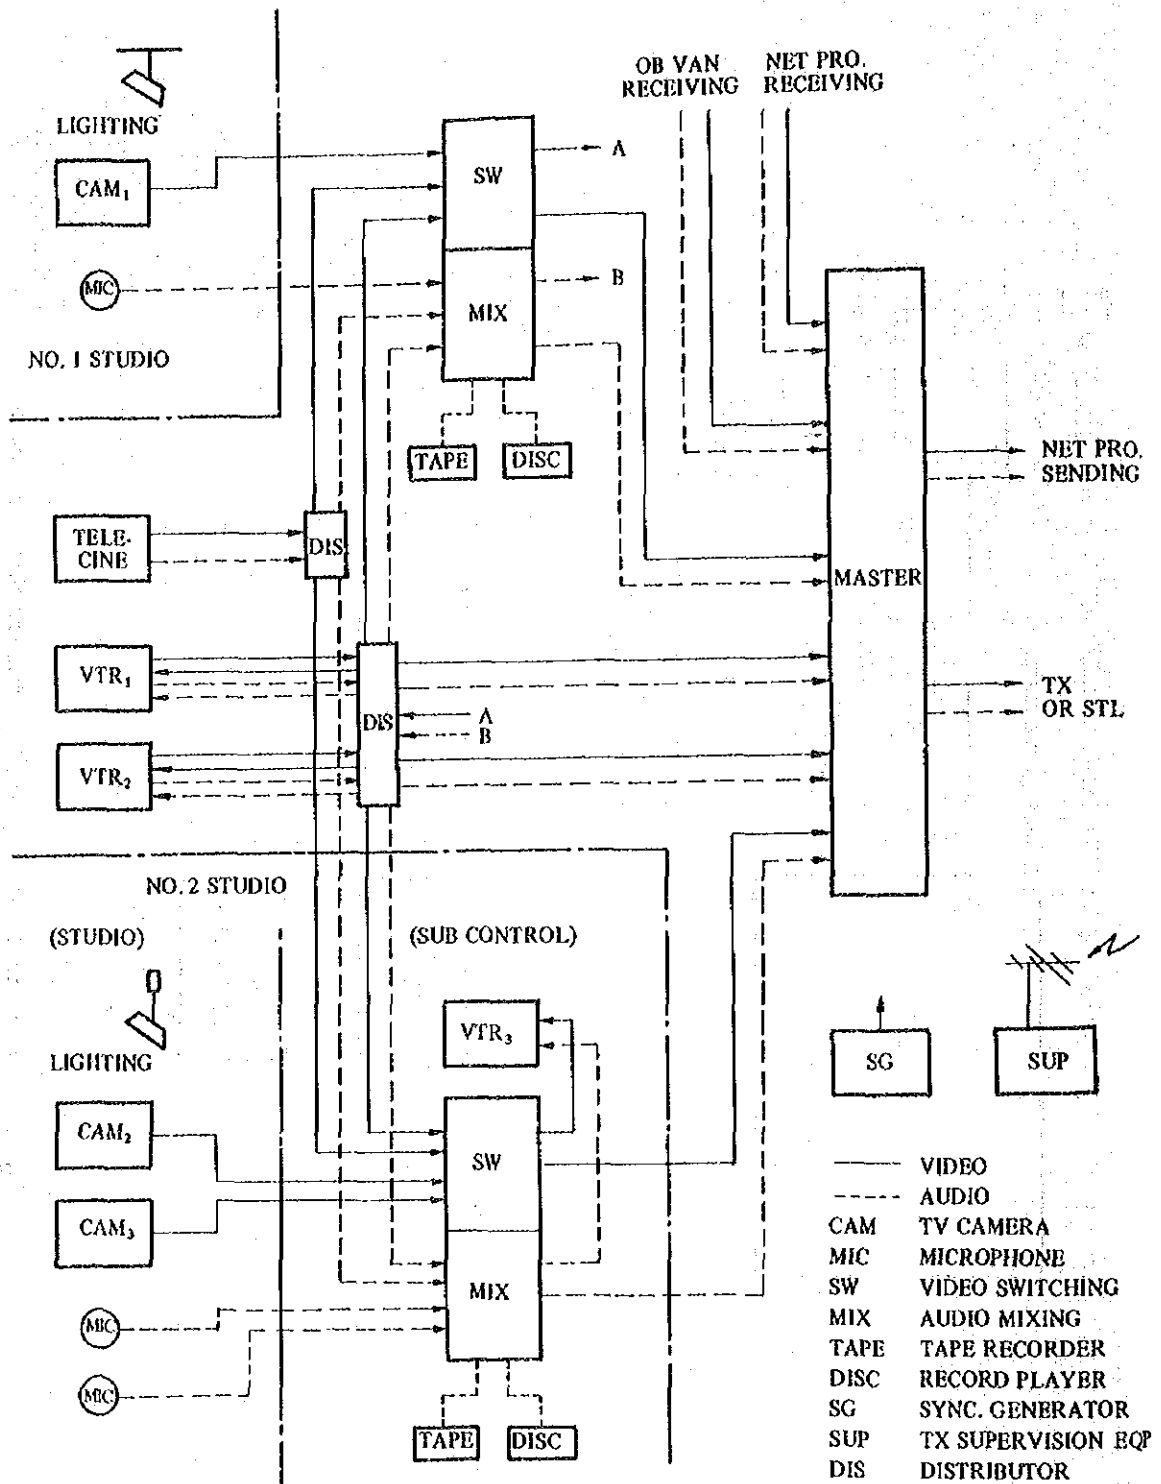 OB VAN
RECEIVING
NET PRO.
RECEIVING
LIGHTING
CAM1
SW
A
MIC
MIX
B
NO. 1 STUDIO
TAPE
DISC
NET PRO.
SENDING
TELE-
CINE
DIS
MASTER
VTR1
DIS
A
B
TX
OR STL
VTR2
NO. 2 STUDIO
(STUDIO)
(SUB CONTROL)
LIGHTING
VTR3
SG
SUP
CAM2
SW
CAM3
MIX
MIC
MIC
TAPE
DISC
VIDEO
AUDIO
CAM TV CAMERA
MIC MICROPHONE
SW VIDEO SWITCHING
MIX AUDIO MIXING
TAPE TAPE RECORDER
DISC RECORD PLAYER
SG SYNC. GENERATOR
SUP TX SUPERVISION EQP
DIS DISTRIBUTOR